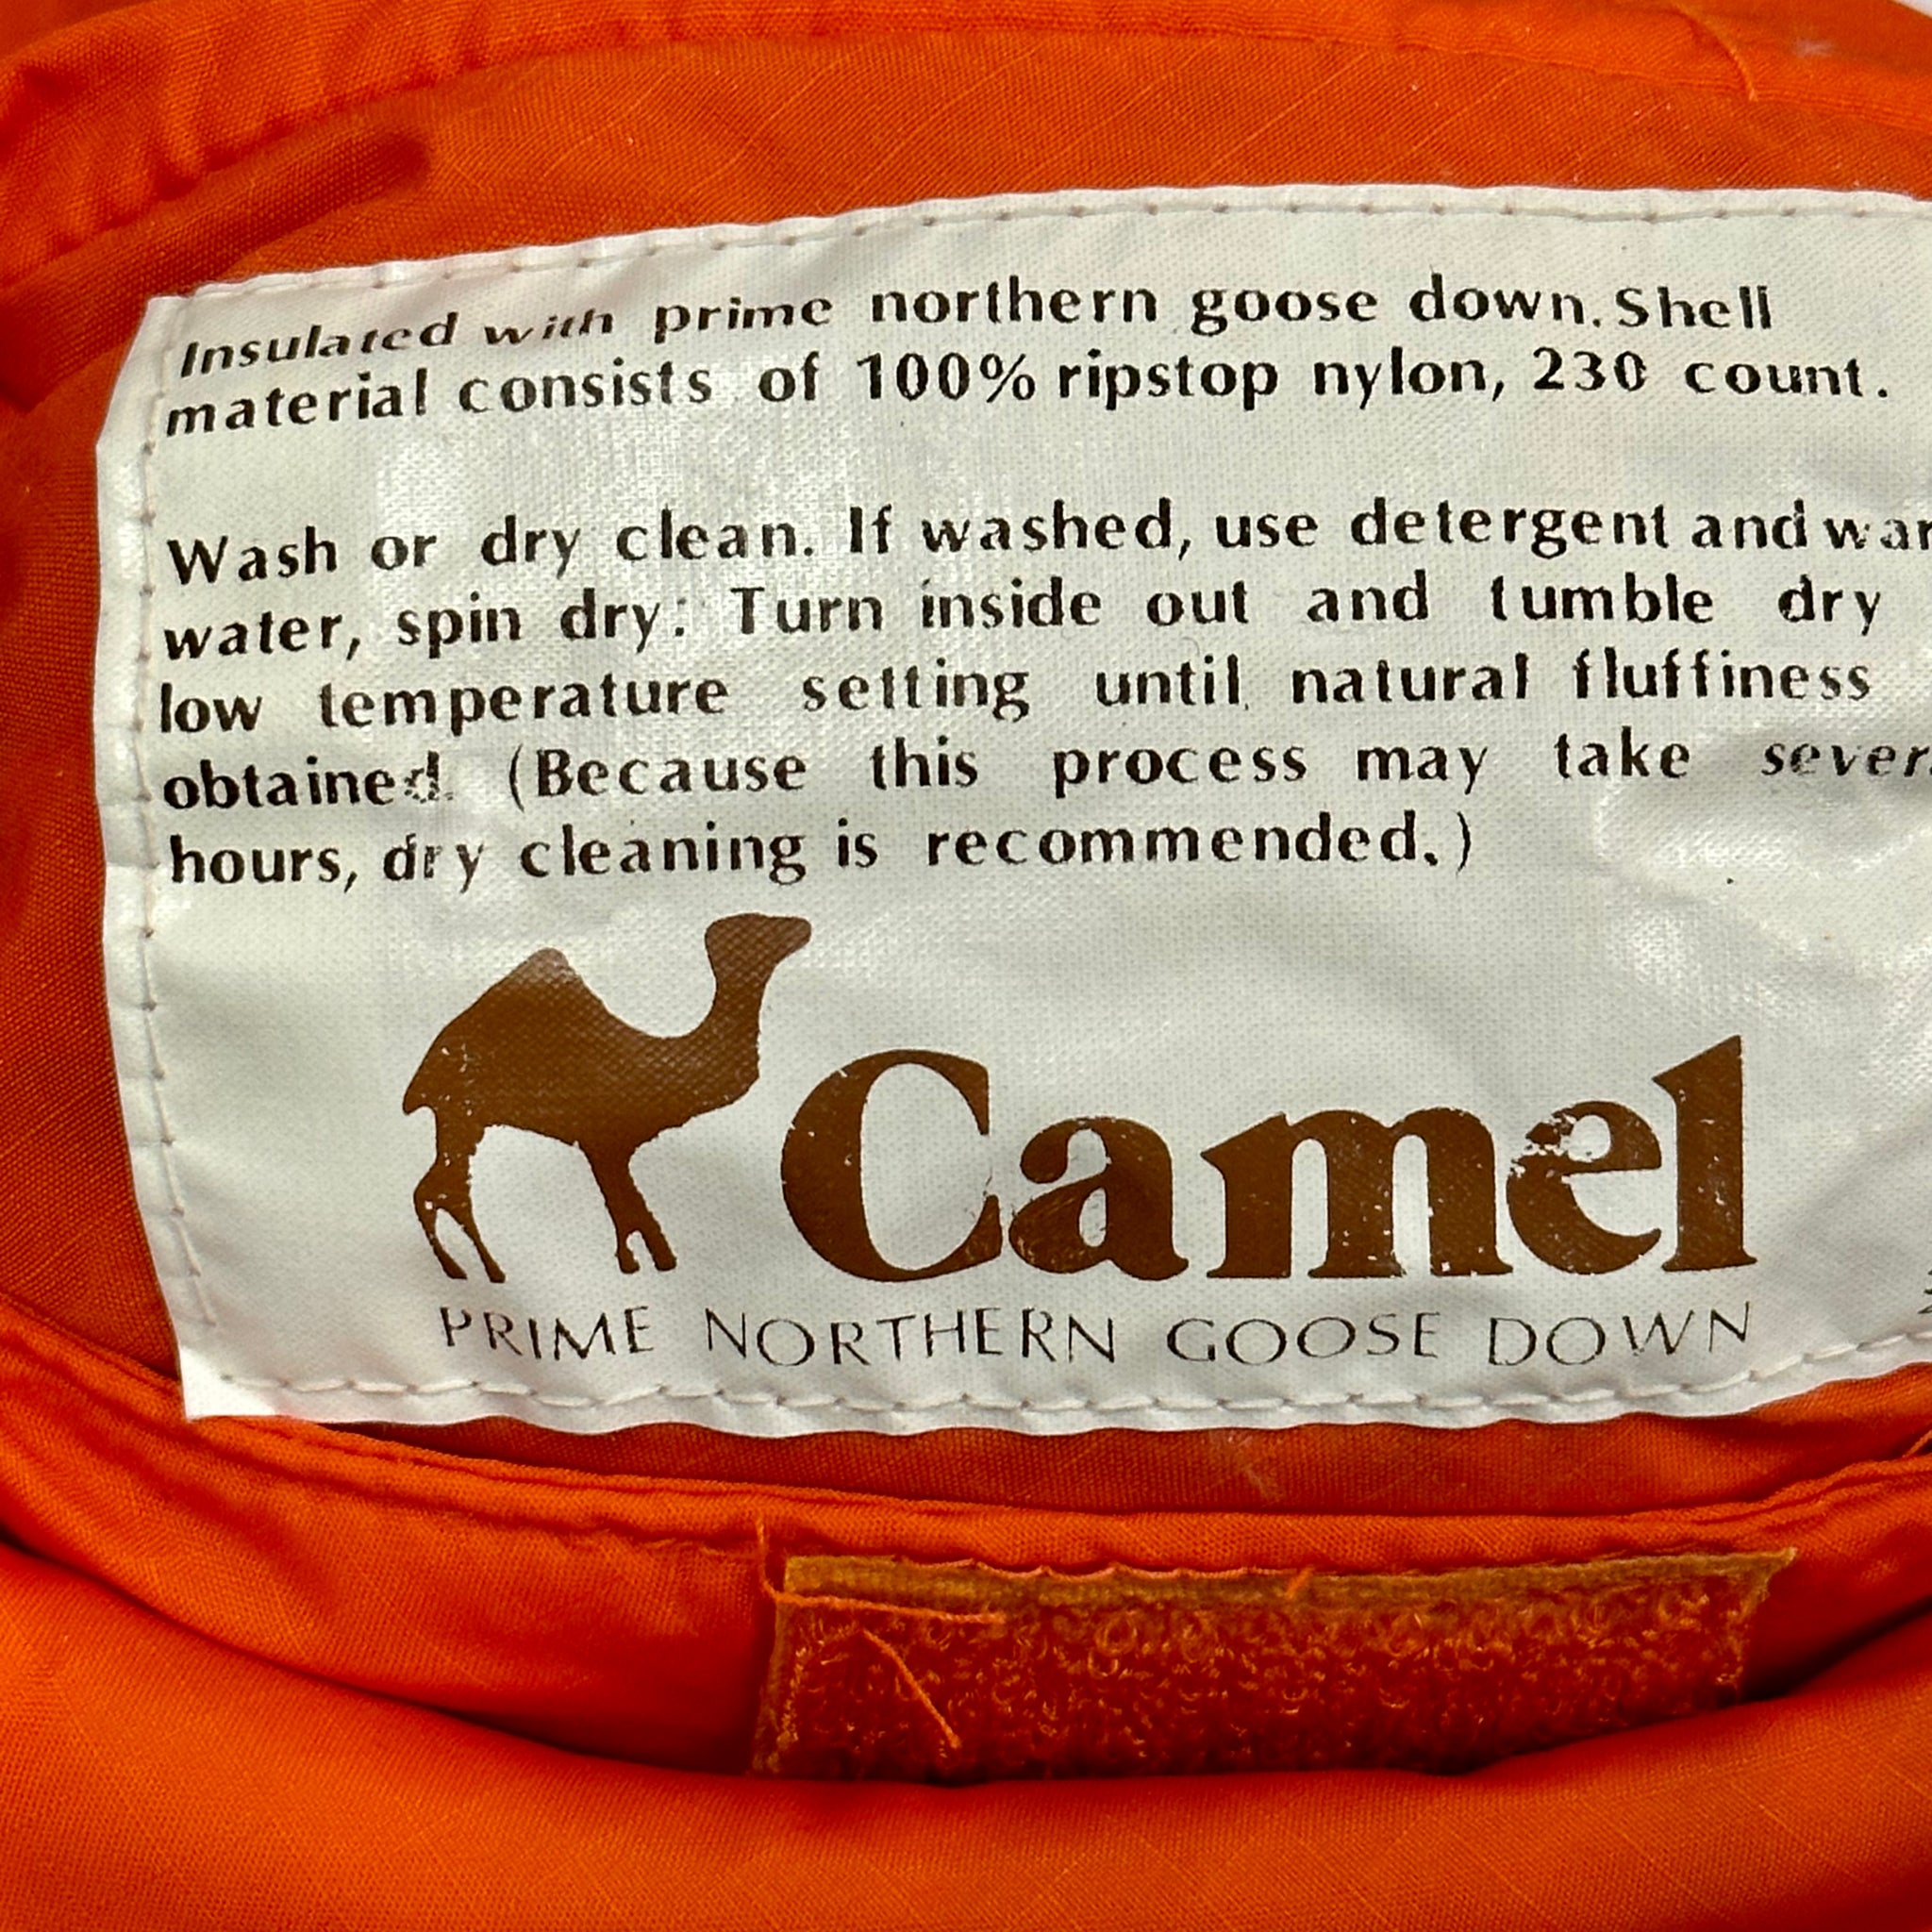 Insulated with prime northern goose down. Shell
material consists of 100% ripstop nylon, 230 count.
Wash or dry clean. If washed, use detergent and
water, spin dry: Turn inside out and tumble dry
low temperature setting until natural fluffiness
obtained. (Because this process may take
hours, dry cleaning is recommended.)
Camel
PRIME NORTHERN GOOSE DOWN